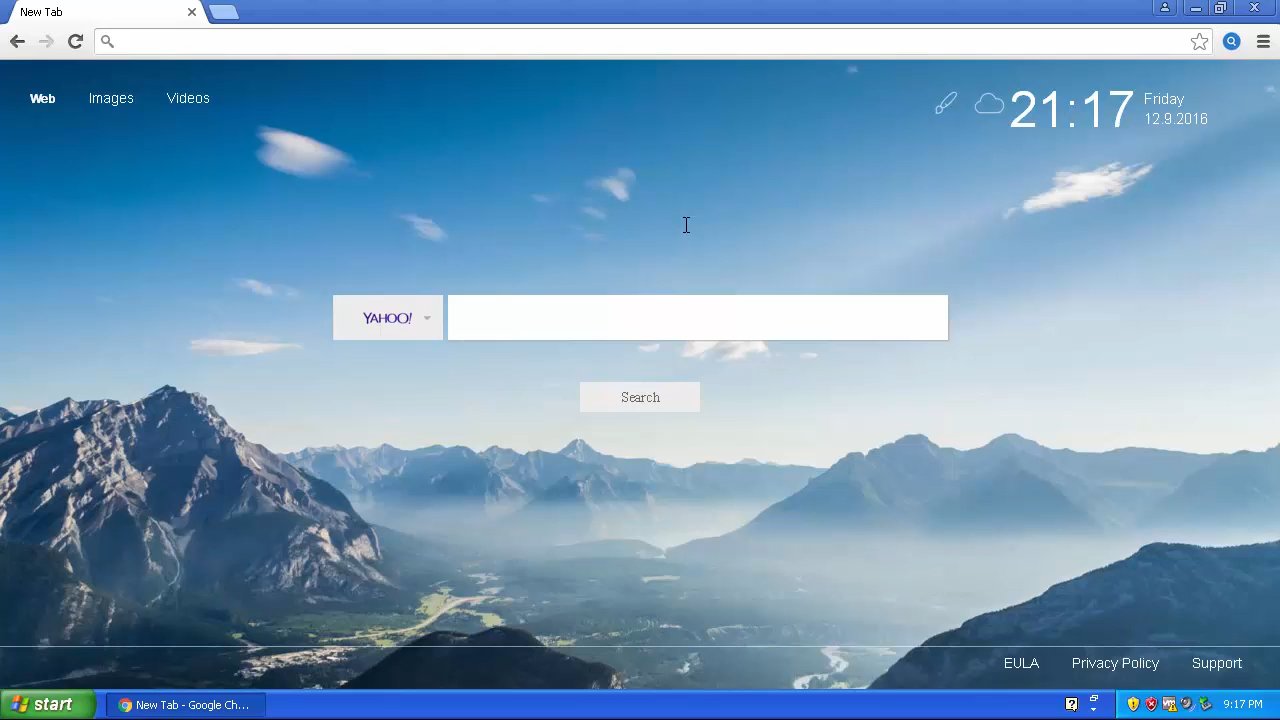 New Tab
Web Images Videos
21:17
Friday
12.9.2016
YAHOO!
Search
EULA Privacy Policy Support
start
New Tab - Google Ch...
9:17 PM